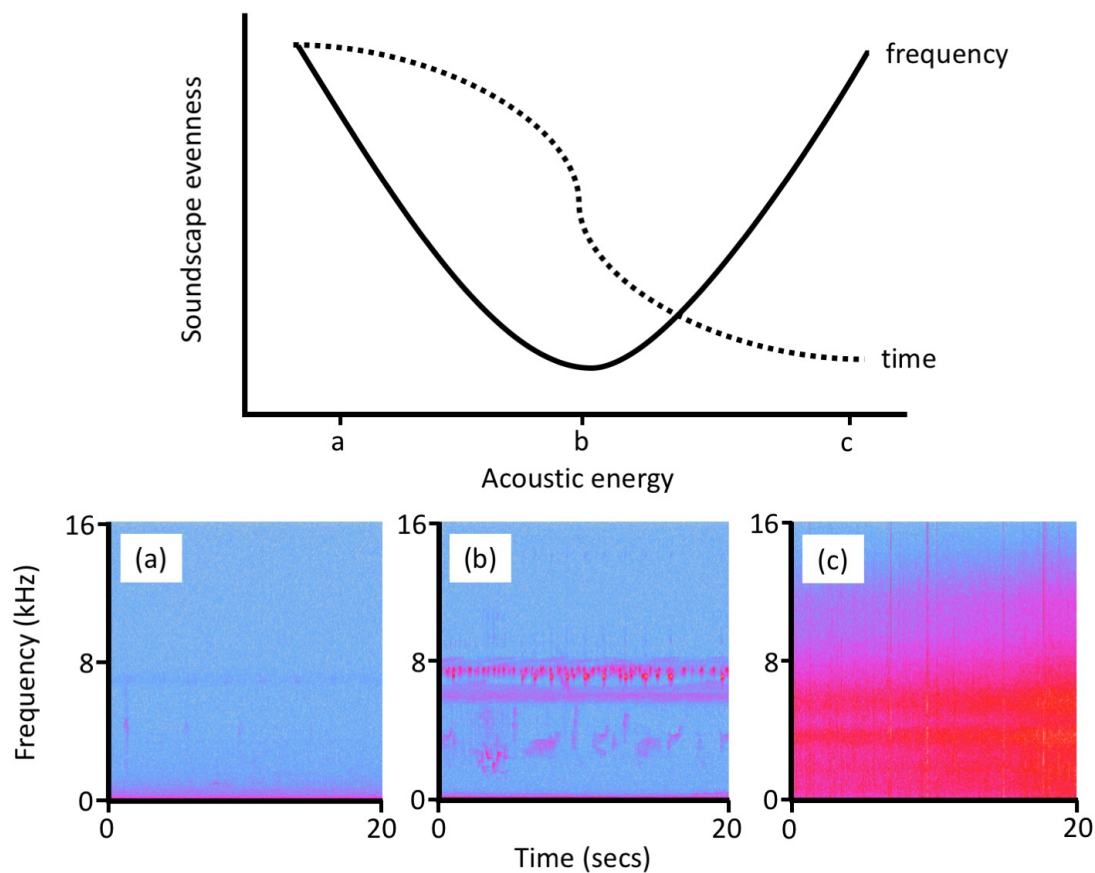 Soundscape evenness
frequency
time
a b c
Acoustic energy
Frequency (kHz)
16 16 16
(a) (b) (c)
8 8 8
0 0 0
0 20 0 20 0 20
Time (secs)